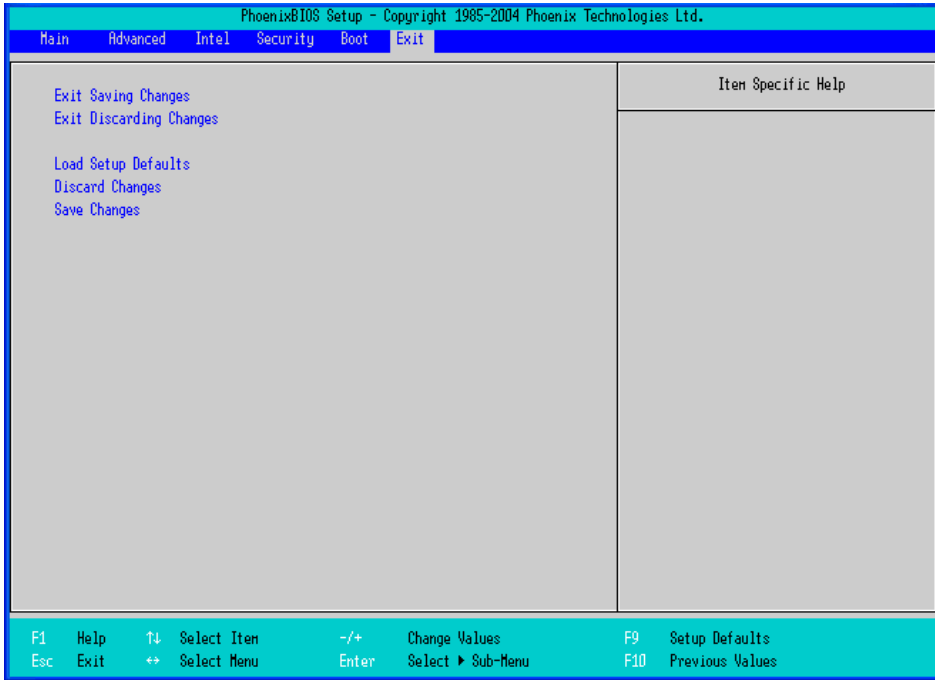 PhoenixBIOS Setup - Copyright 1985-2004 Phoenix Technologies Ltd.
Main Advanced Intel Security Boot Exit
Item Specific Help
Exit Saving Changes
Exit Discarding Changes
Load Setup Defaults
Discard Changes
Save Changes
F1 Help ↑↓ Select Item -/+ Change Values F9 Setup Defaults
Esc Exit ↔ Select Menu Enter Select ▶ Sub-Menu F10 Previous Values